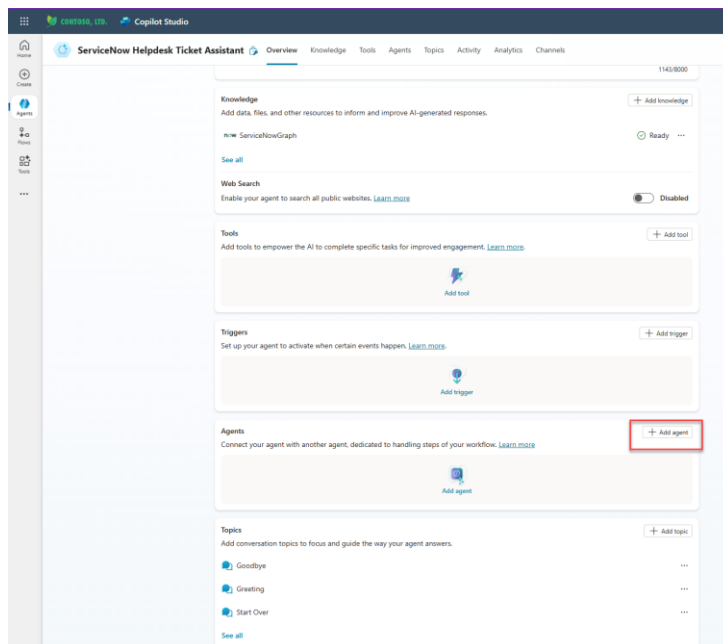 CONTOSO, LTD. Copilot Studio
Home
Create
Agents
Flows
Tools
ServiceNow Helpdesk Ticket Assistant Overview Knowledge Tools Agents Topics Activity Analytics Channels
1143/8000
Knowledge + Add knowledge
Add data, files, and other resources to inform and improve AI-generated responses.
now ServiceNowGraph Ready ...
See all
Web Search
Enable your agent to search all public websites. Learn more Disabled
Tools + Add tool
Add tools to empower the AI to complete specific tasks for improved engagement. Learn more.
Add tool
Triggers + Add trigger
Set up your agent to activate when certain events happen. Learn more.
Add trigger
Agents + Add agent
Connect your agent with another agent, dedicated to handling steps of your workflow. Learn more
Add agent
Topics + Add topic
Add conversation topics to focus and guide the way your agent answers.
Goodbye ...
Greeting ...
Start Over ...
See all